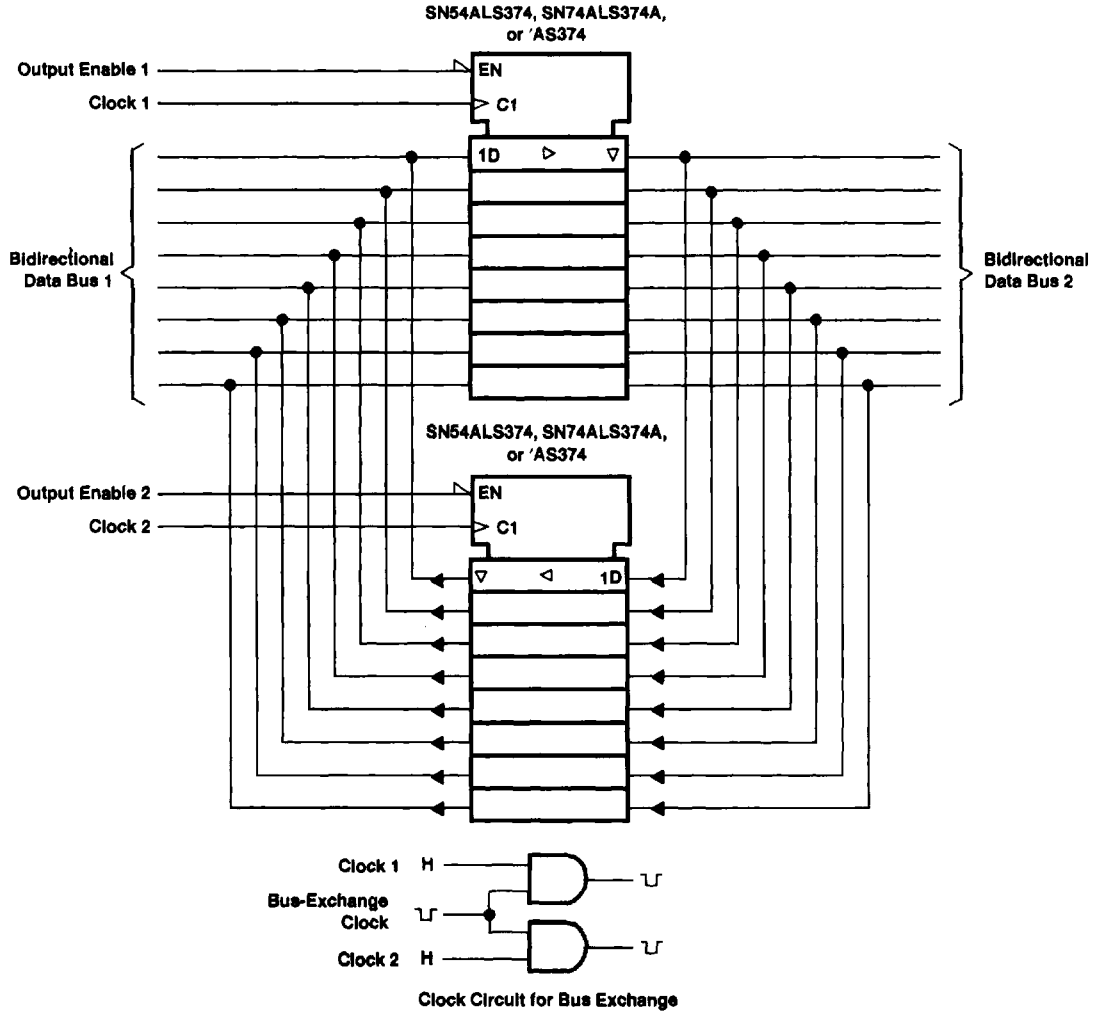 SN54ALS374, SN74ALS374A,
or 'AS374
Output Enable 1
EN
Clock 1
C1
1D
Bidirectional
Data Bus 1
Bidirectional
Data Bus 2
SN54ALS374, SN74ALS374A,
or 'AS374
Output Enable 2
EN
Clock 2
C1
1D
Clock 1 H
Bus-Exchange
Clock
Clock 2 H
Clock Circuit for Bus Exchange